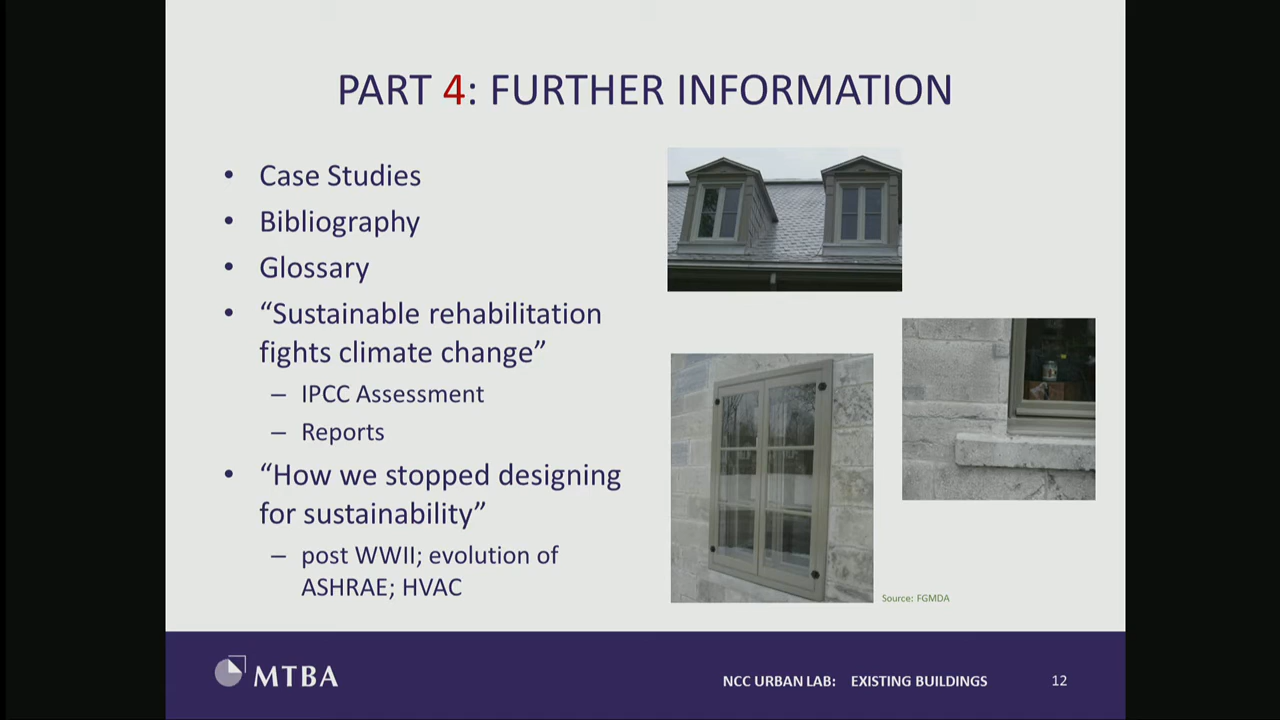 PART 4: FURTHER INFORMATION
• Case Studies
• Bibliography
• Glossary
• “Sustainable rehabilitation
fights climate change”
– IPCC Assessment
– Reports
• “How we stopped designing
for sustainability”
– post WWII; evolution of
ASHRAE; HVAC
Source: FGMDA
MTBA
NCC URBAN LAB: EXISTING BUILDINGS 12